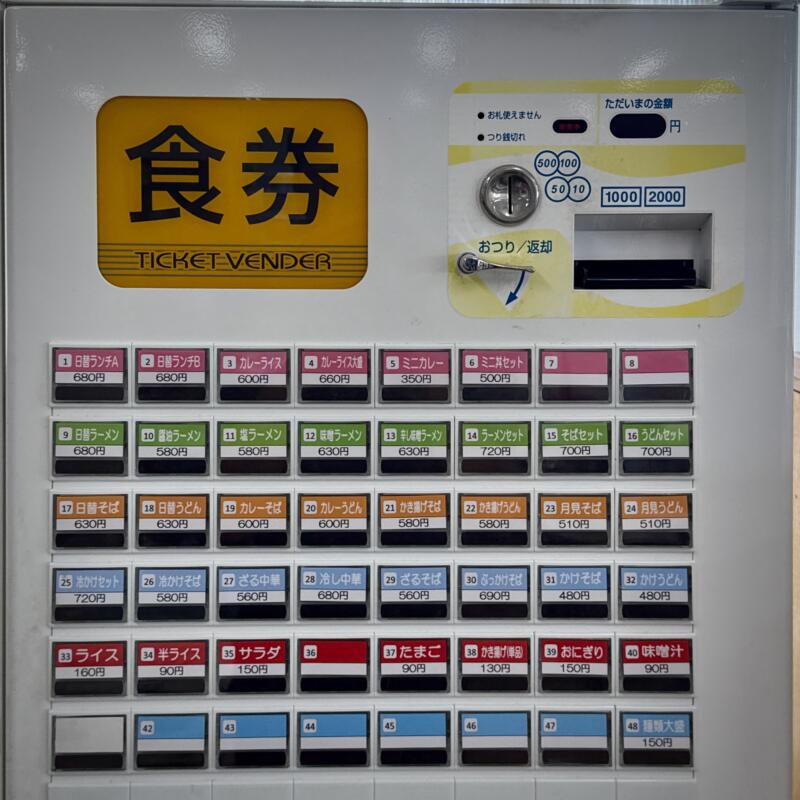 食券
TICKET VENDER
お札使えません
つり銭切れ
ただいまの金額
円
500 100
50 10
1000 2000
おつり/返却
1 日替ランチA 680円
2 日替ランチB 680円
3 カレーライス 600円
4 カレーライス大盛 660円
5 ミニカレー 350円
6 ミニ丼セット 500円
7
8
9 日替ラーメン 680円
10 醤油ラーメン 580円
11 塩ラーメン 580円
12 味噌ラーメン 630円
13 辛し味噌ラーメン 630円
14 ラーメンセット 720円
15 そばセット 700円
16 うどんセット 700円
17 日替そば 630円
18 日替うどん 630円
19 カレーそば 600円
20 カレーうどん 600円
21 かき揚げそば 580円
22 かき揚げうどん 580円
23 月見そば 510円
24 月見うどん 510円
25 冷かけセット 720円
26 冷かけそば 580円
27 ざる中華 560円
28 冷し中華 680円
29 ざるそば 560円
30 ぶっかけそば 690円
31 かけそば 480円
32 かけうどん 480円
33 ライス 160円
34 半ライス 90円
35 サラダ 150円
36
37 たまご 90円
38 かき揚げ(単品) 130円
39 おにぎり 150円
40 味噌汁 90円
42
43
44
45
46
47
48 麺類大盛 150円